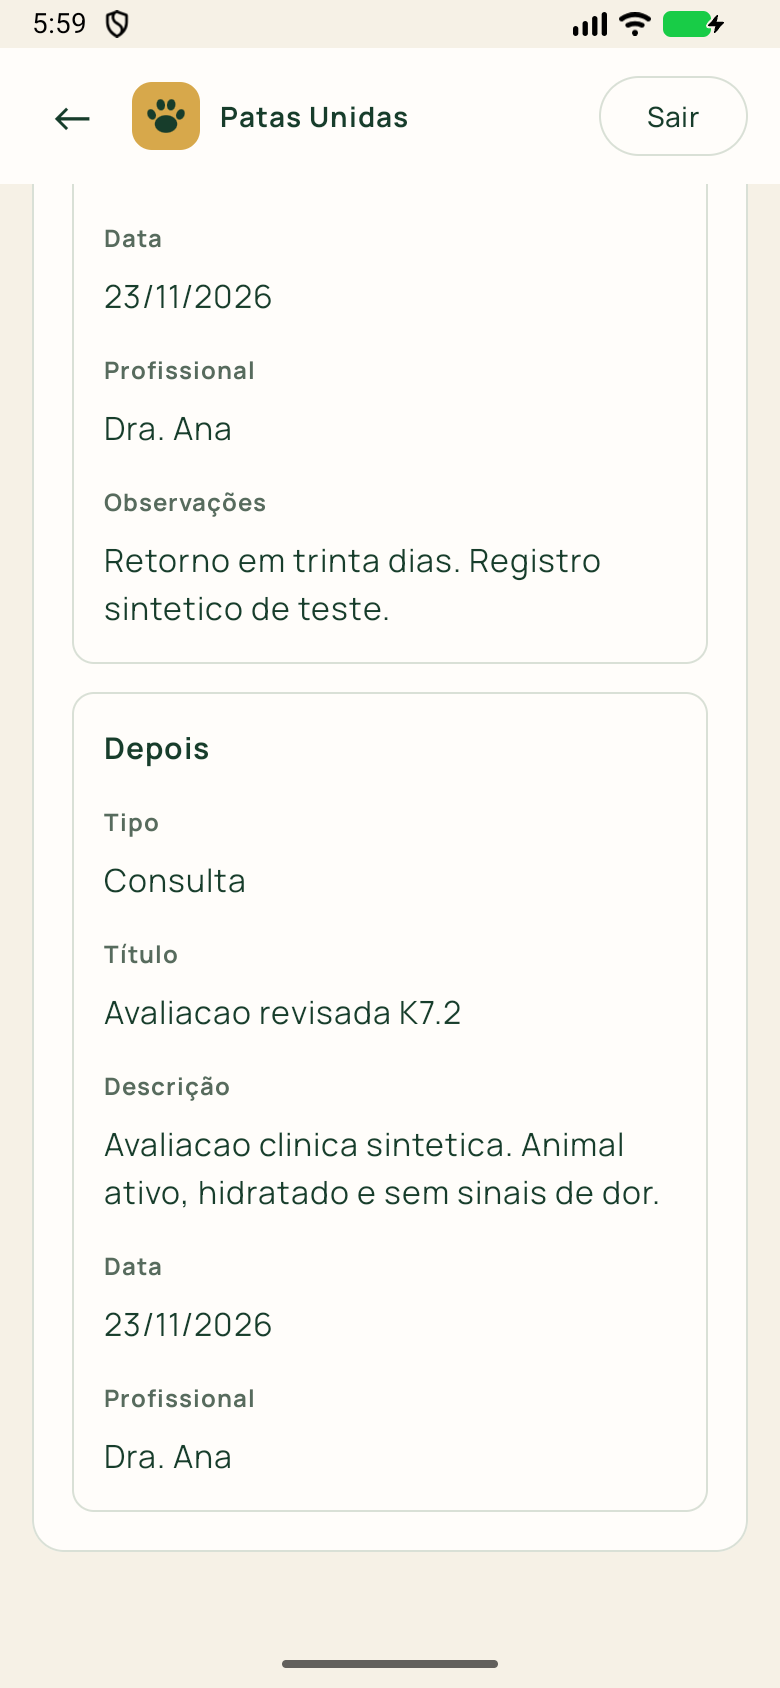 5:59
Patas Unidas
Sair
Data
23/11/2026
Profissional
Dra. Ana
Observações
Retorno em trinta dias. Registro
sintetico de teste.
Depois
Tipo
Consulta
Título
Avaliacao revisada K7.2
Descrição
Avaliacao clinica sintetica. Animal
ativo, hidratado e sem sinais de dor.
Data
23/11/2026
Profissional
Dra. Ana